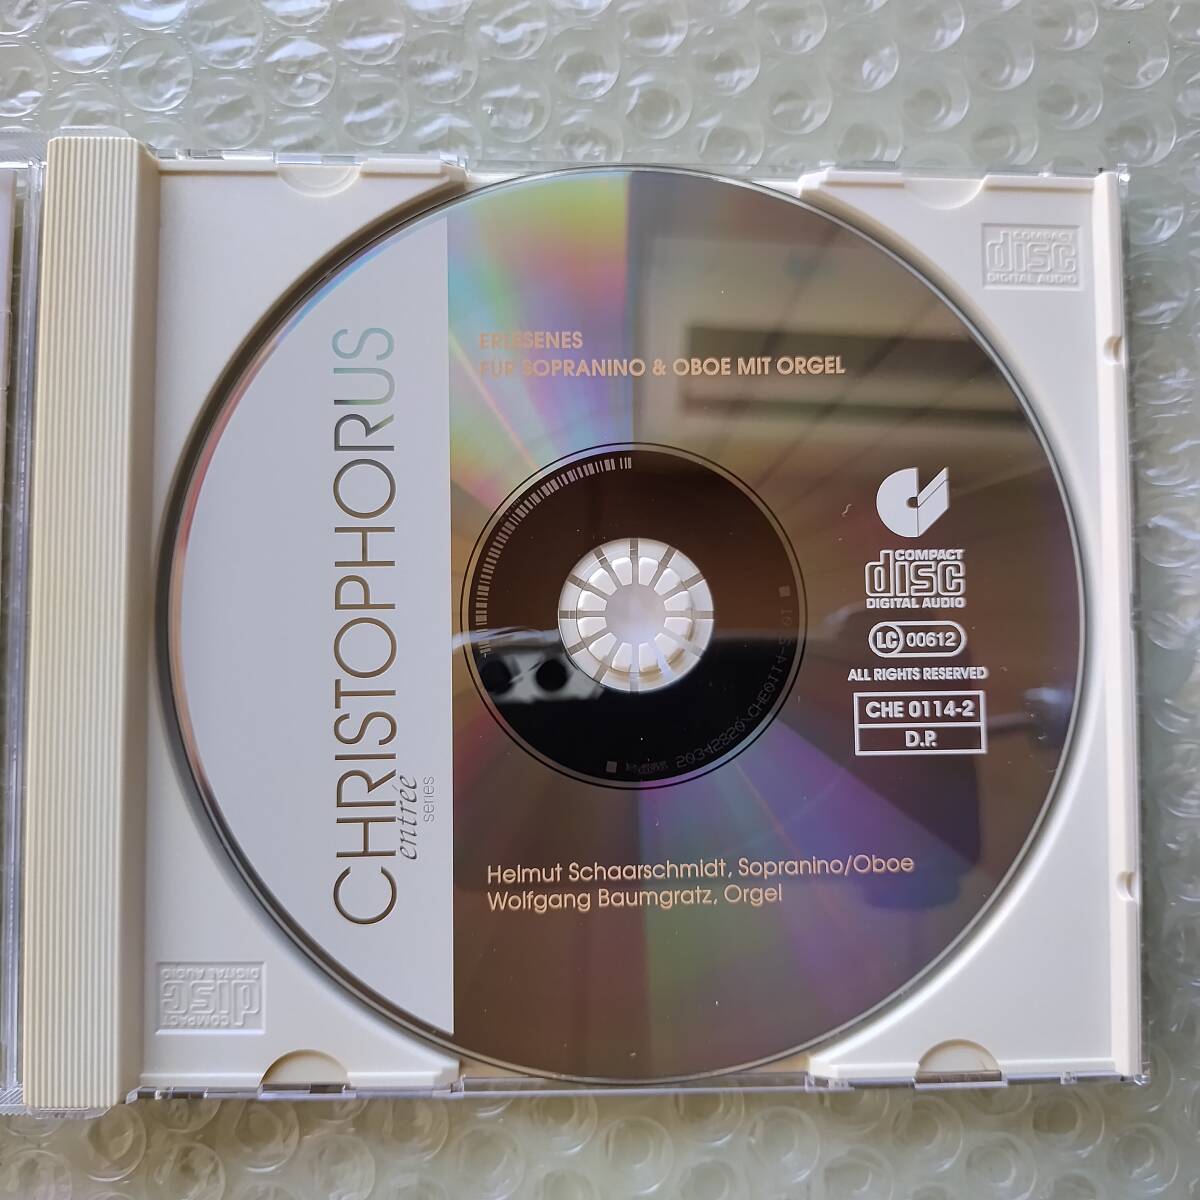 CHRISTOPHORUS
entrée
series
ERLESENES
FÜR SOPRANINO & OBOE MIT ORGEL
COMPACT
disc
DIGITAL AUDIO
LC 00612
ALL RIGHTS RESERVED
CHE 0114-2
D.P.
Helmut Schaarschmidt, Sopranino/Oboe
Wolfgang Baumgratz, Orgel
COMPACT
disc
DIGITAL AUDIO
COMPACT
disc
DIGITAL AUDIO